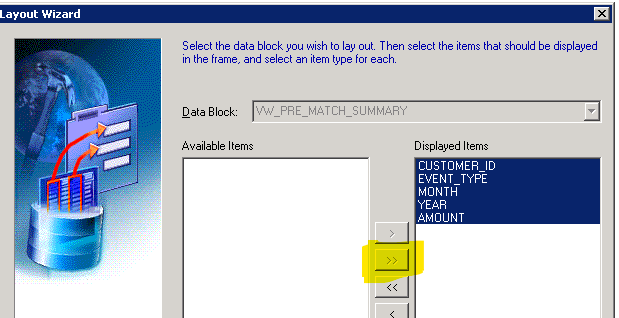 Layout Wizard
Select the data block you wish to lay out. Then select the items that should be displayed
in the frame, and select an item type for each.
Data Block: VW_PRE_MATCH_SUMMARY
Available Items
Displayed Items
CUSTOMER_ID
EVENT_TYPE
MONTH
YEAR
AMOUNT
>
>>
<<
<